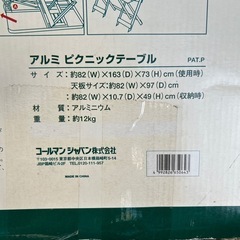 アルミ ピクニックテーブル PAT.P
サイズ：約82(W)×163(D)×73(H)cm(使用時)
天板サイズ：約82(W)×97(D)cm
約82(W)×10.7(D)×49(H)cm(収納時)
材質：アルミニウム
重量：約12kg
コールマン ジャパン株式会社
MADE IN CHINA